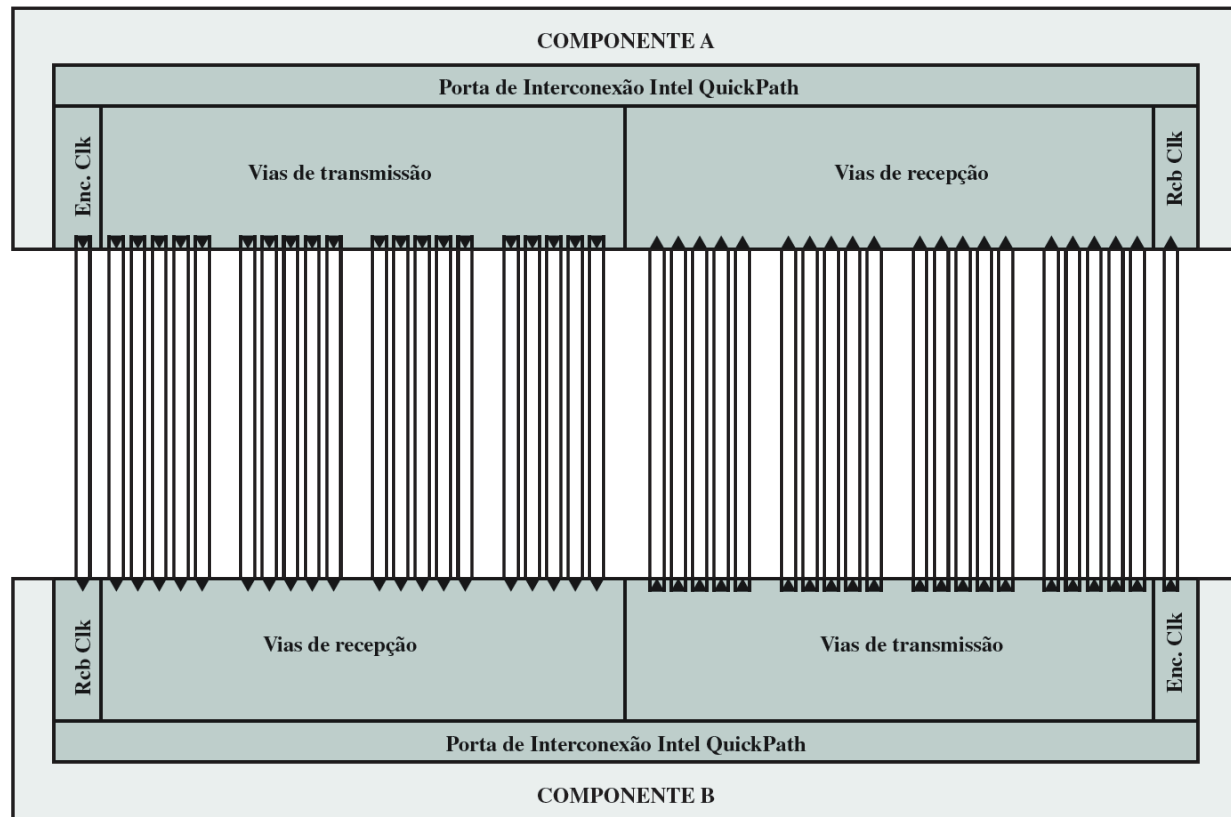 COMPONENTE A
Porta de Interconexão Intel QuickPath
Enc. Clk
Vias de transmissão
Vias de recepção
Rcb Clk
Rcb Clk
Vias de recepção
Vias de transmissão
Enc. Clk
Porta de Interconexão Intel QuickPath
COMPONENTE B